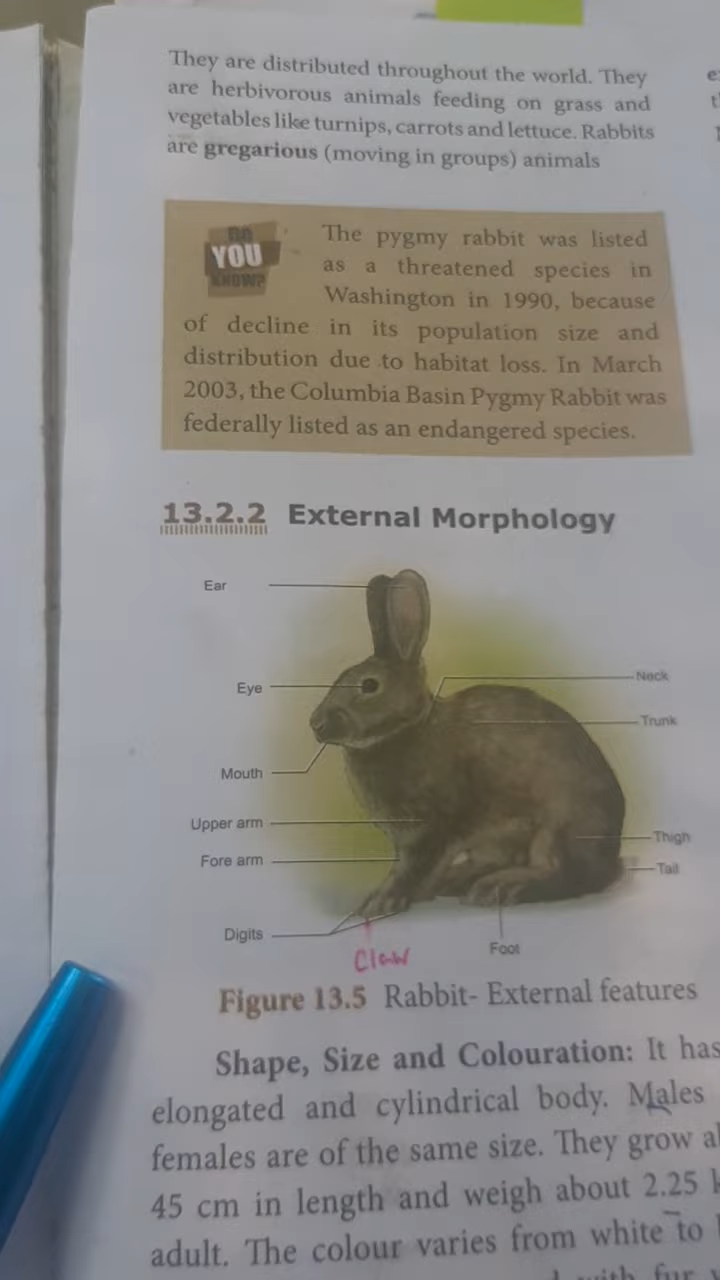 They are distributed throughout the world. They
are herbivorous animals feeding on grass and
vegetables like turnips, carrots and lettuce. Rabbits
are gregarious (moving in groups) animals
DO
YOU
KNOW?
The pygmy rabbit was listed
as a threatened species in
Washington in 1990, because
of decline in its population size and
distribution due to habitat loss. In March
2003, the Columbia Basin Pygmy Rabbit was
federally listed as an endangered species.
13.2.2 External Morphology
Ear
Eye
Neck
Trunk
Mouth
Upper arm
Thigh
Fore arm
Tail
Digits
Claw
Foot
Figure 13.5 Rabbit- External features
Shape, Size and Colouration: It has
elongated and cylindrical body. Males
females are of the same size. They grow
45 cm in length and weigh about 2.25
adult. The colour varies from white to
with fur